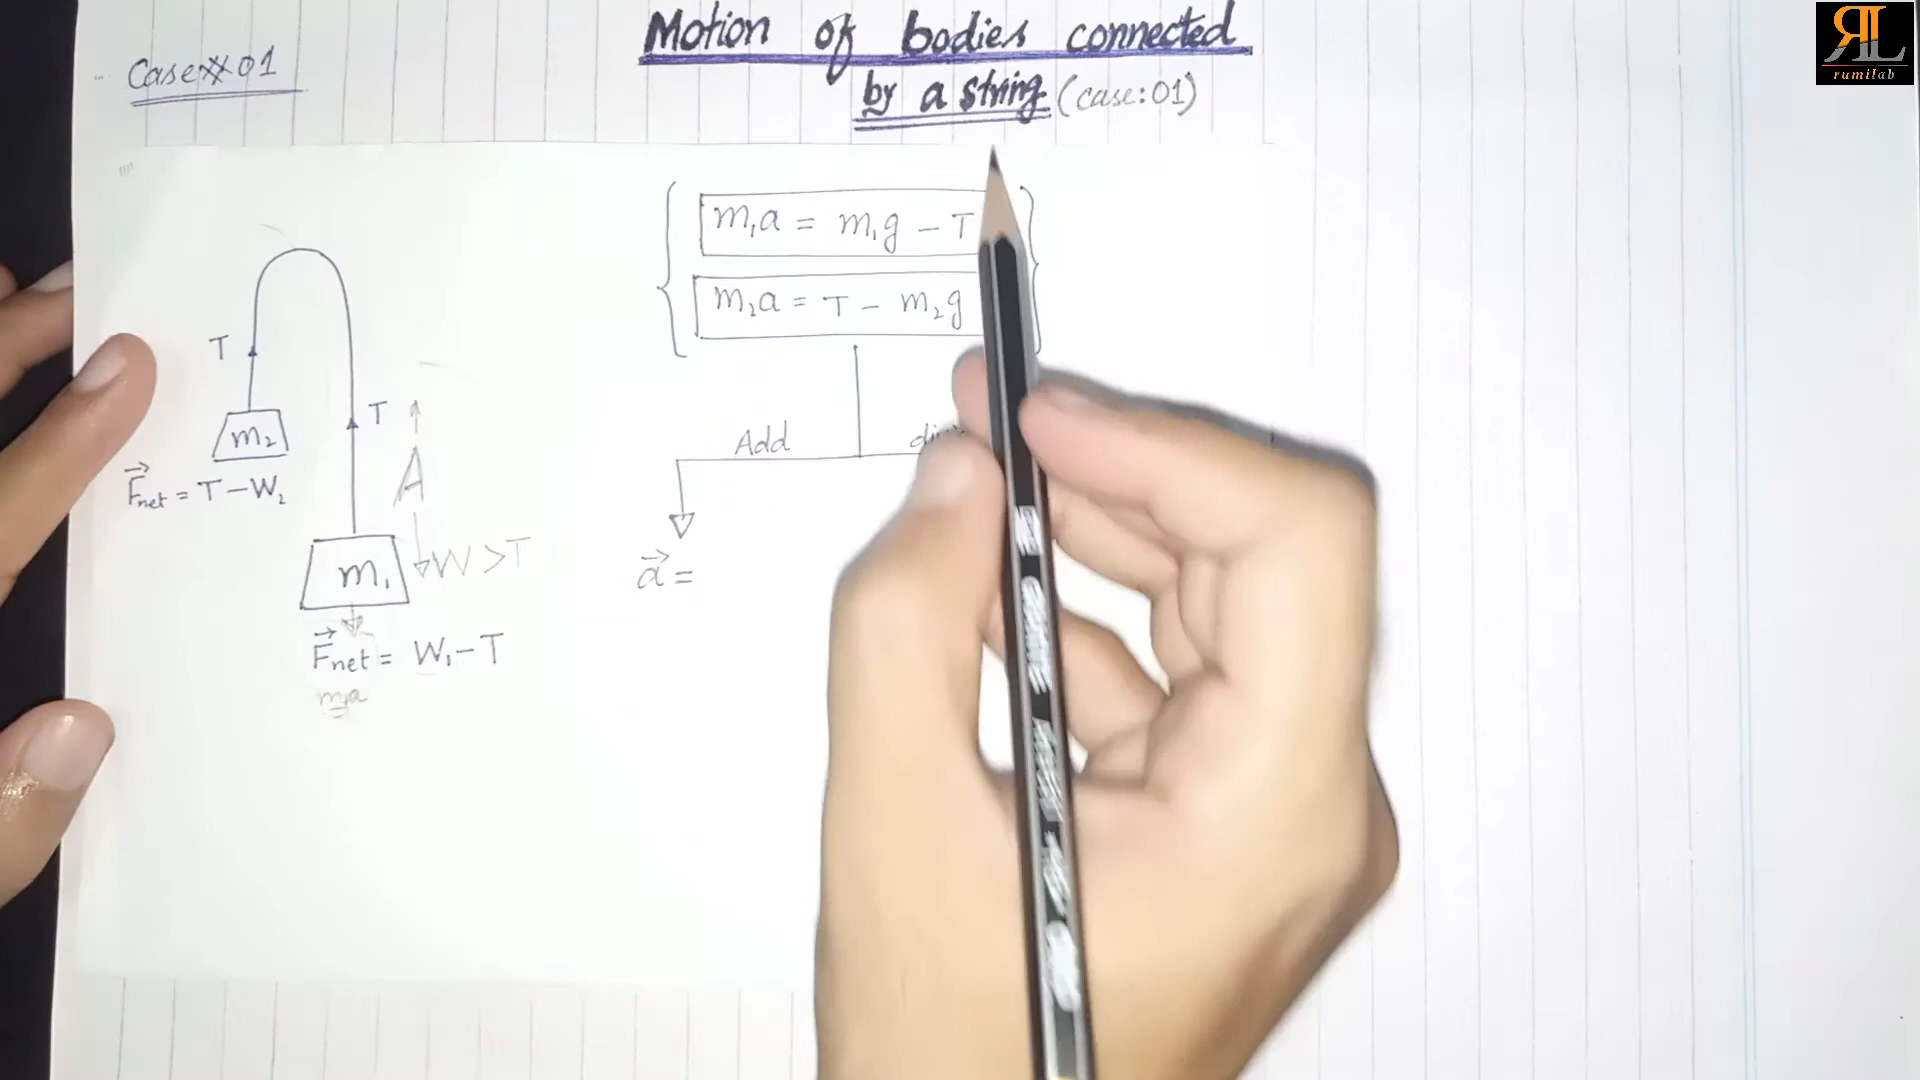 Motion of bodies connected
by a string (case:01)
Case# 01
m₁a = m₁g - T
m₂a = T - m₂g
Add
a⃗ =
T
T
m₂
F⃗net = T - W₂
A
W > T
m₁
F⃗net = W₁ - T
m₁a
RL
rumilab